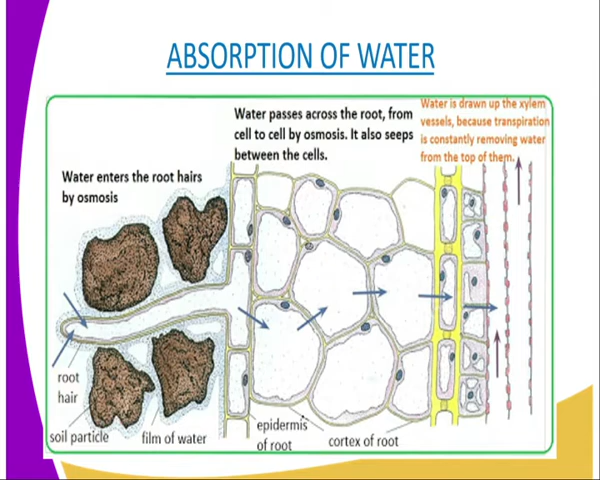 ABSORPTION OF WATER
Water enters the root hairs
by osmosis
Water passes across the root, from
cell to cell by osmosis. It also seeps
between the cells.
Water is drawn up the xylem
vessels, because transpiration
is constantly removing water
from the top of them.
root
hair
soil particle
film of water
epidermis
of root
cortex of root